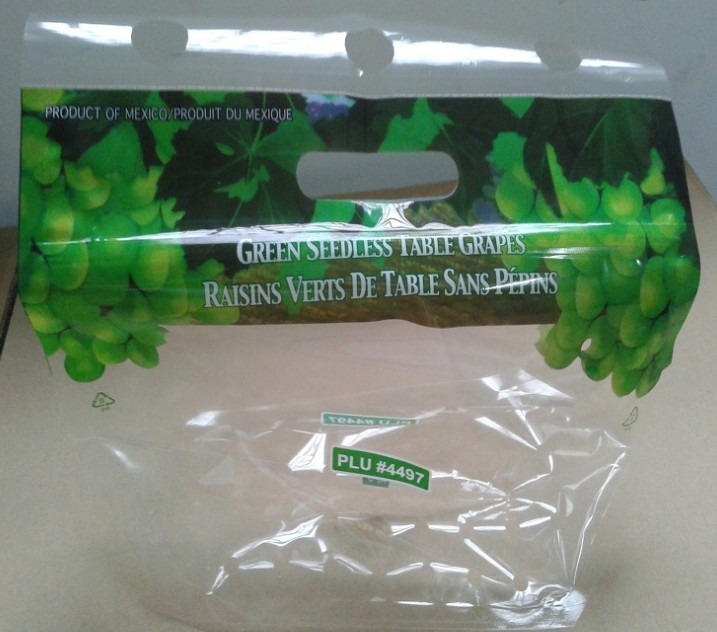 PRODUCT OF MEXICO/PRODUIT DU MEXIQUE
GREEN SEEDLESS TABLE GRAPES
RAISINS VERTS DE TABLE SANS PÉPINS
PLU #4497